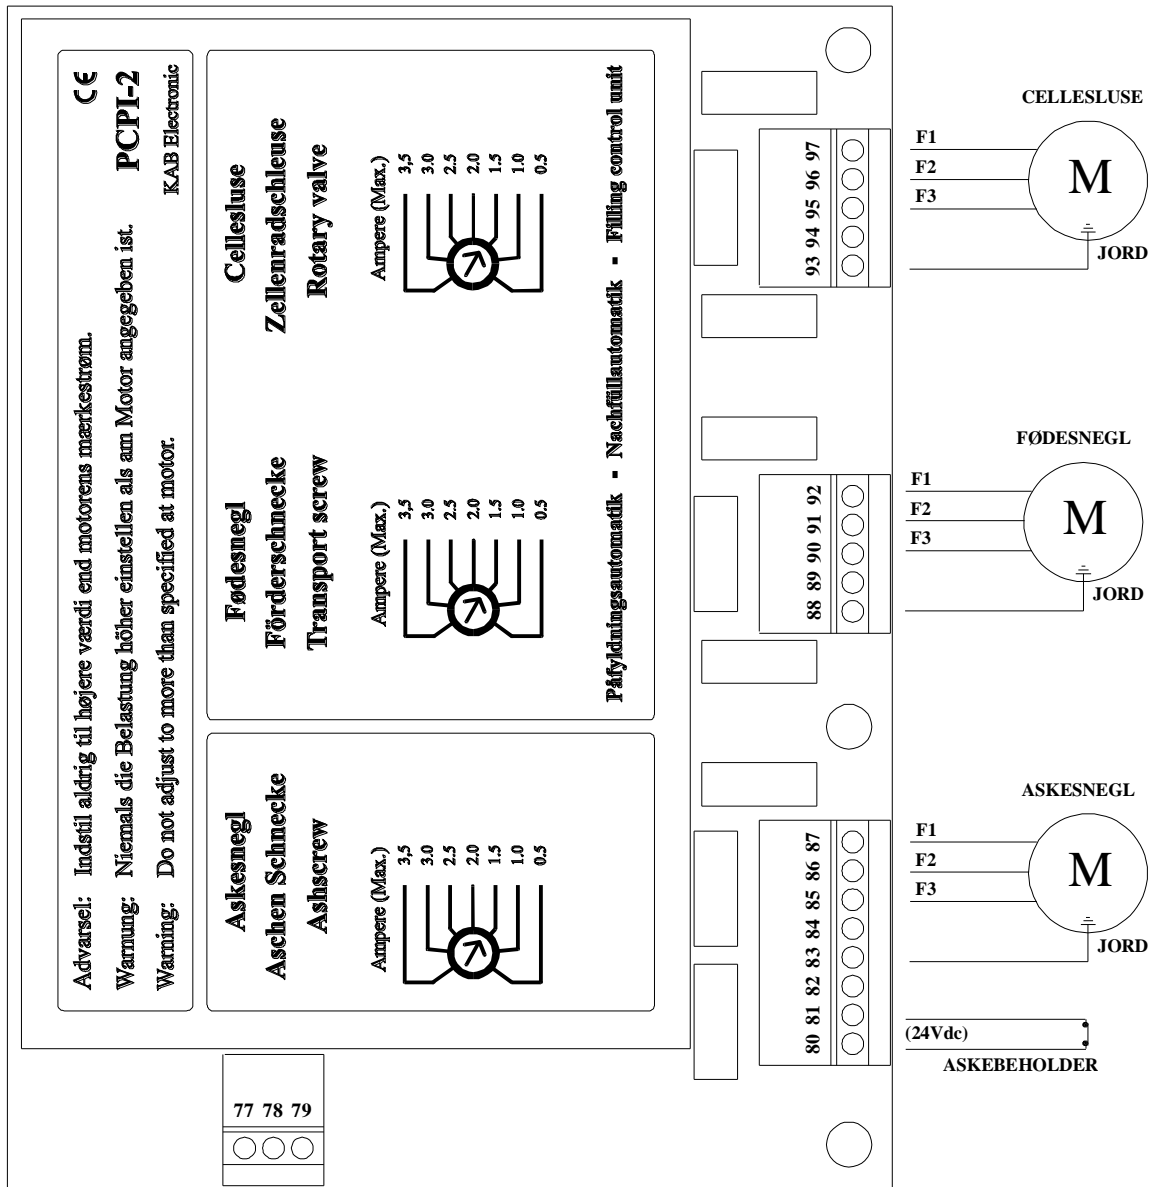 Advarsel: Indstil aldrig til højere værdi end motorens mærkestrøm.
Warnung: Niemals die Belastung höher einstellen als am Motor angegeben ist.
Warning: Do not adjust to more than specified at motor.
CE
PCPI-2
KAB Electronic
Askesnegl
Aschen Schnecke
Ashscrew
Ampere (Max.)
3,5
3.0
2.5
2.0
1.5
1.0
0.5
Fødesnegl
Förderschnecke
Transport screw
Ampere (Max.)
3,5
3.0
2.5
2.0
1.5
1.0
0.5
Cellesluse
Zellenradschleuse
Rotary valve
Ampere (Max.)
3,5
3.0
2.5
2.0
1.5
1.0
0.5
Påfyldningsautomatik - Nachfüllautomatik - Filling control unit
77 78 79
80 81 82 83 84 85 86 87
88 89 90 91 92
93 94 95 96 97
CELLESLUSE
F1
F2
F3
M
JORD
FØDESNEGL
F1
F2
F3
M
JORD
ASKESNEGL
F1
F2
F3
M
JORD
(24Vdc)
ASKEBEHOLDER